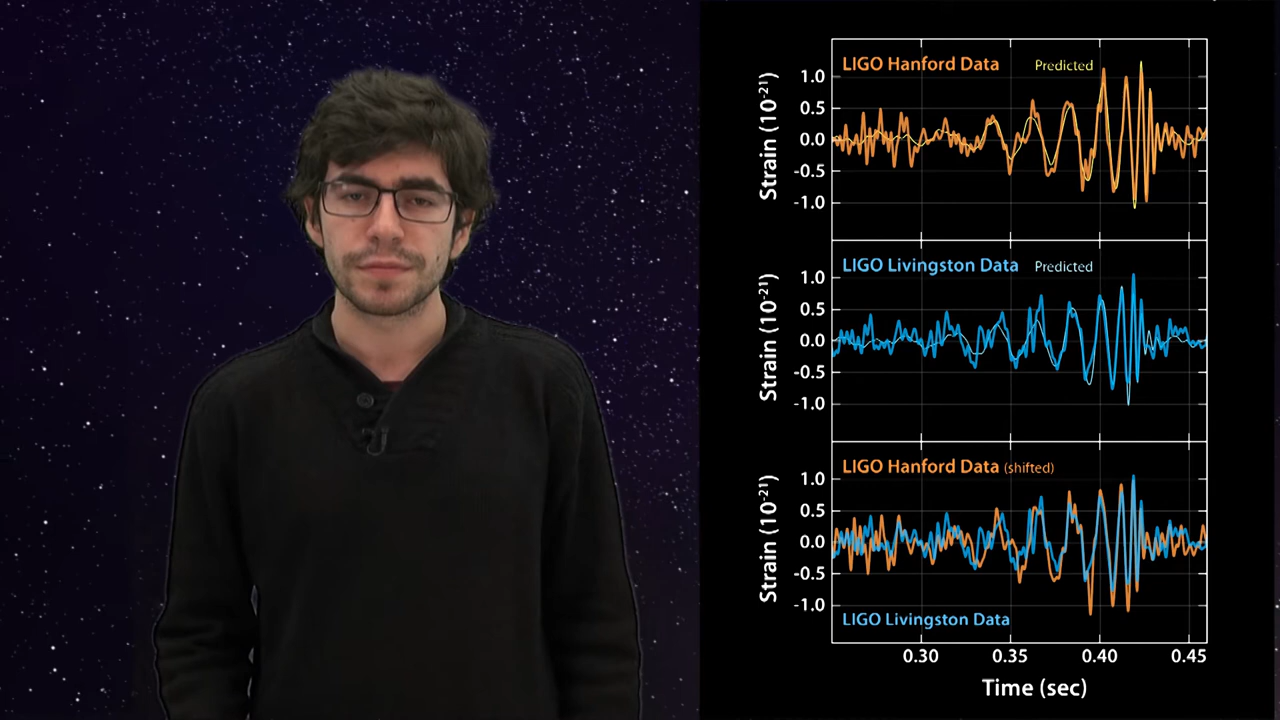 LIGO Hanford Data Predicted
1.0
0.5
0.0
-0.5
-1.0
Strain (10⁻²¹)
LIGO Livingston Data Predicted
1.0
0.5
0.0
-0.5
-1.0
Strain (10⁻²¹)
LIGO Hanford Data (shifted)
1.0
0.5
0.0
-0.5
-1.0
Strain (10⁻²¹)
LIGO Livingston Data
0.30 0.35 0.40 0.45
Time (sec)